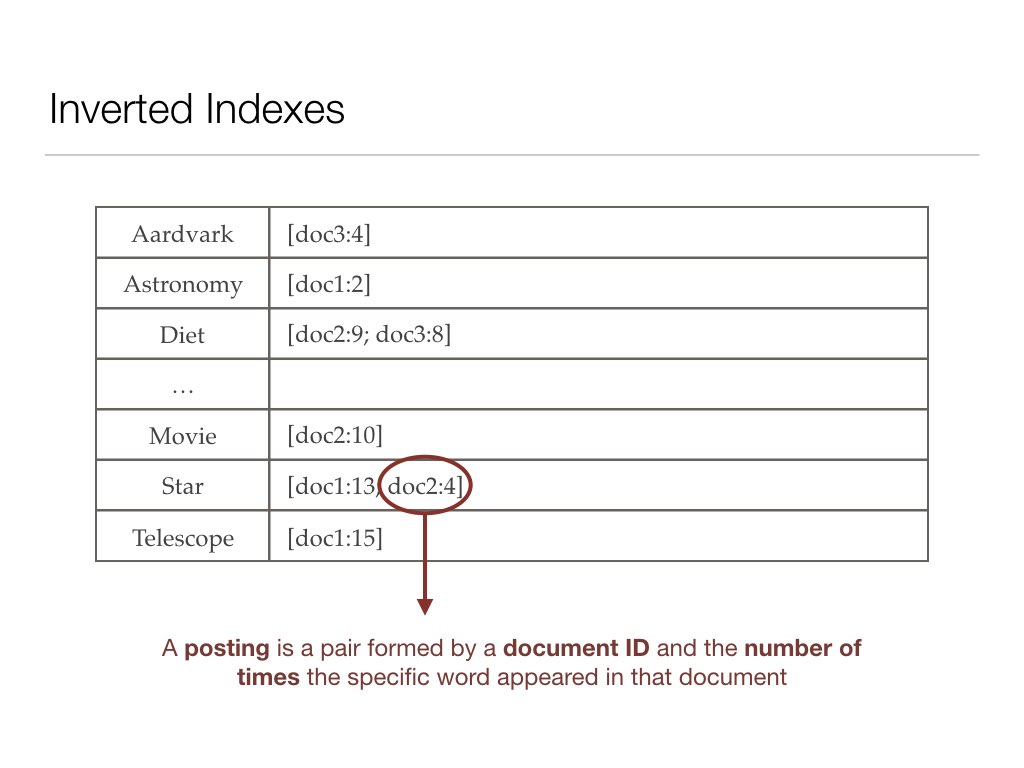 Inverted Indexes
Aardvark [doc3:4]
Astronomy [doc1:2]
Diet [doc2:9; doc3:8]
…
Movie [doc2:10]
Star [doc1:13; doc2:4]
Telescope [doc1:15]
A posting is a pair formed by a document ID and the number of
times the specific word appeared in that document